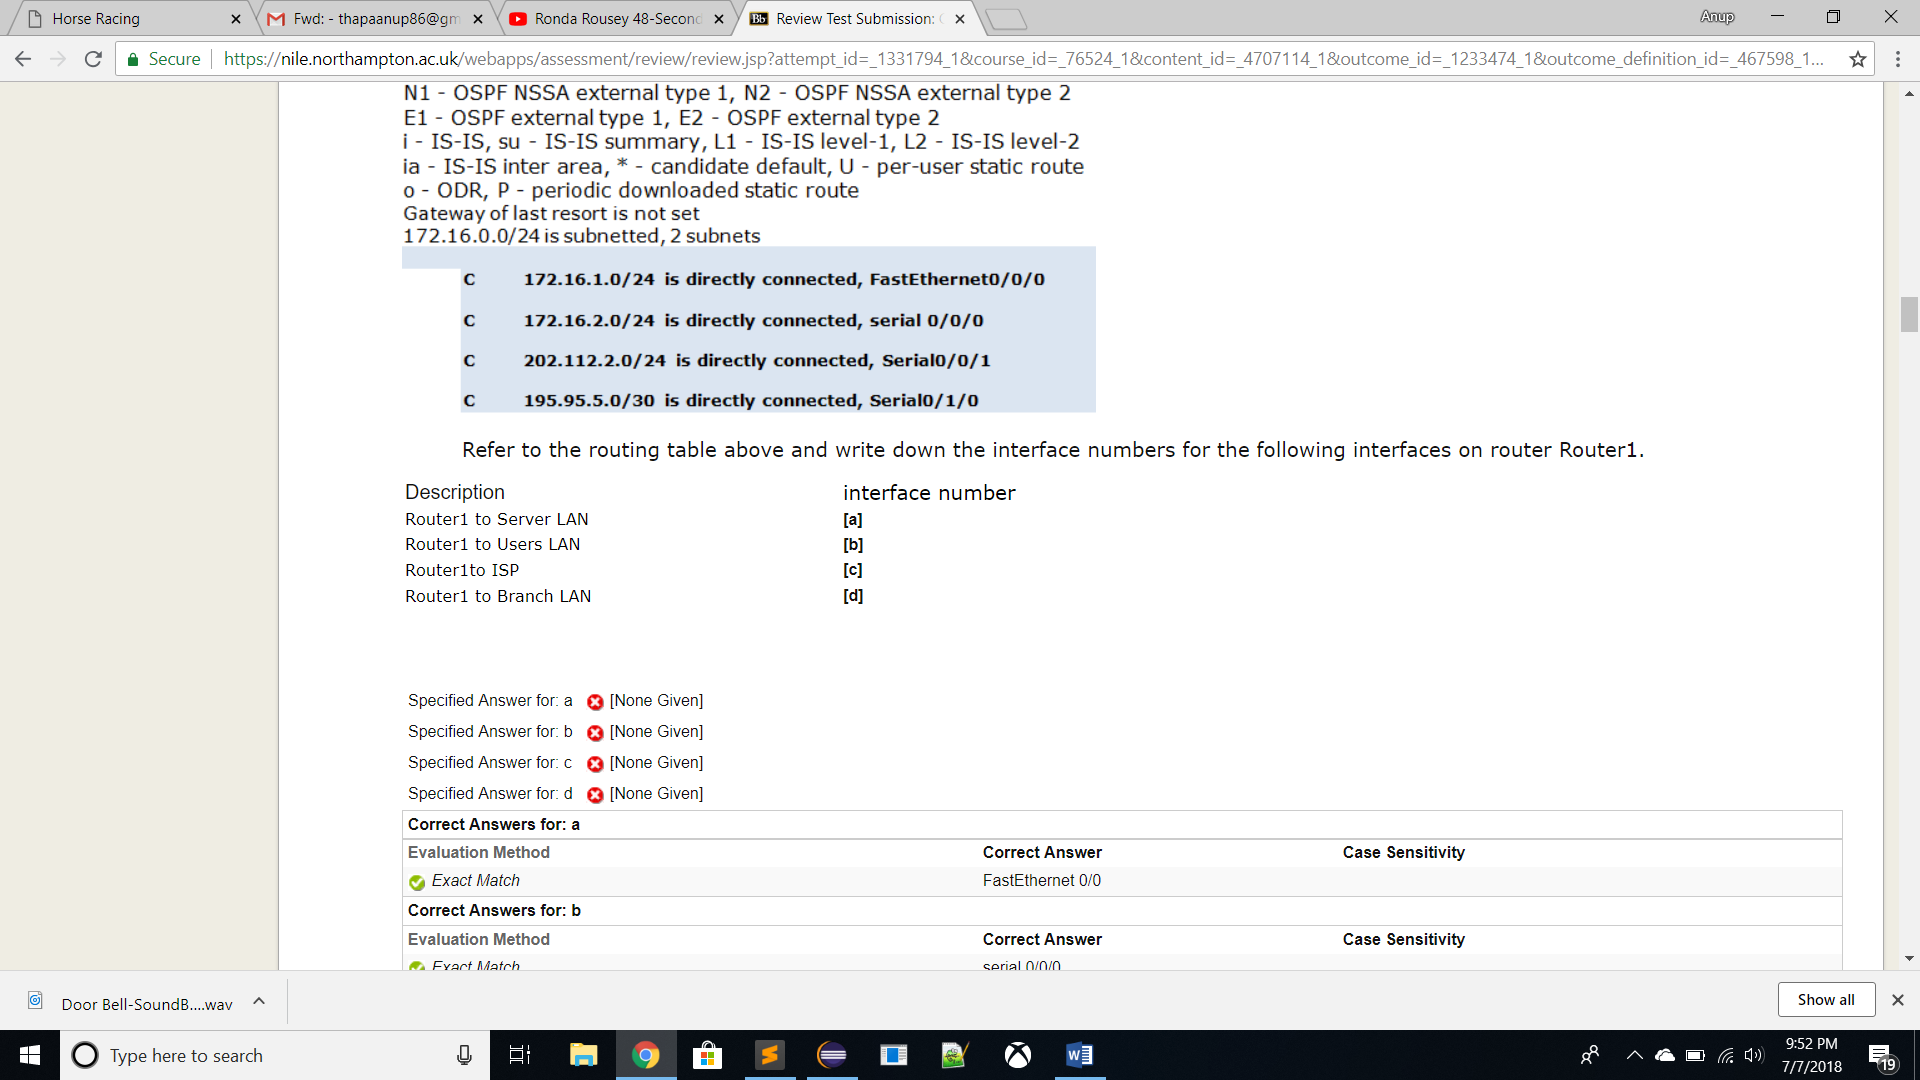 Horse Racing
Fwd: - thapaanup86@gm
Ronda Rousey 48-Second
Bb Review Test Submission: (
Anup
Secure https://nile.northampton.ac.uk/webapps/assessment/review/review.jsp?attempt_id=_1331794_1&course_id=_76524_1&content_id=_4707114_1&outcome_id=_1233474_1&outcome_definition_id=_467598_1...
N1 - OSPF NSSA external type 1, N2 - OSPF NSSA external type 2
E1 - OSPF external type 1, E2 - OSPF external type 2
i - IS-IS, su - IS-IS summary, L1 - IS-IS level-1, L2 - IS-IS level-2
ia - IS-IS inter area, * - candidate default, U - per-user static route
o - ODR, P - periodic downloaded static route
Gateway of last resort is not set
172.16.0.0/24 is subnetted, 2 subnets
C 172.16.1.0/24 is directly connected, FastEthernet0/0/0
C 172.16.2.0/24 is directly connected, serial 0/0/0
C 202.112.2.0/24 is directly connected, Serial0/0/1
C 195.95.5.0/30 is directly connected, Serial0/1/0
Refer to the routing table above and write down the interface numbers for the following interfaces on router Router1.
Description interface number
Router1 to Server LAN [a]
Router1 to Users LAN [b]
Router1to ISP [c]
Router1 to Branch LAN [d]
Specified Answer for: a [None Given]
Specified Answer for: b [None Given]
Specified Answer for: c [None Given]
Specified Answer for: d [None Given]
Correct Answers for: a
Evaluation Method Correct Answer Case Sensitivity
Exact Match FastEthernet 0/0
Correct Answers for: b
Evaluation Method Correct Answer Case Sensitivity
Exact Match serial 0/0/0
Door Bell-SoundB....wav
Show all
Type here to search
9:52 PM
7/7/2018
19